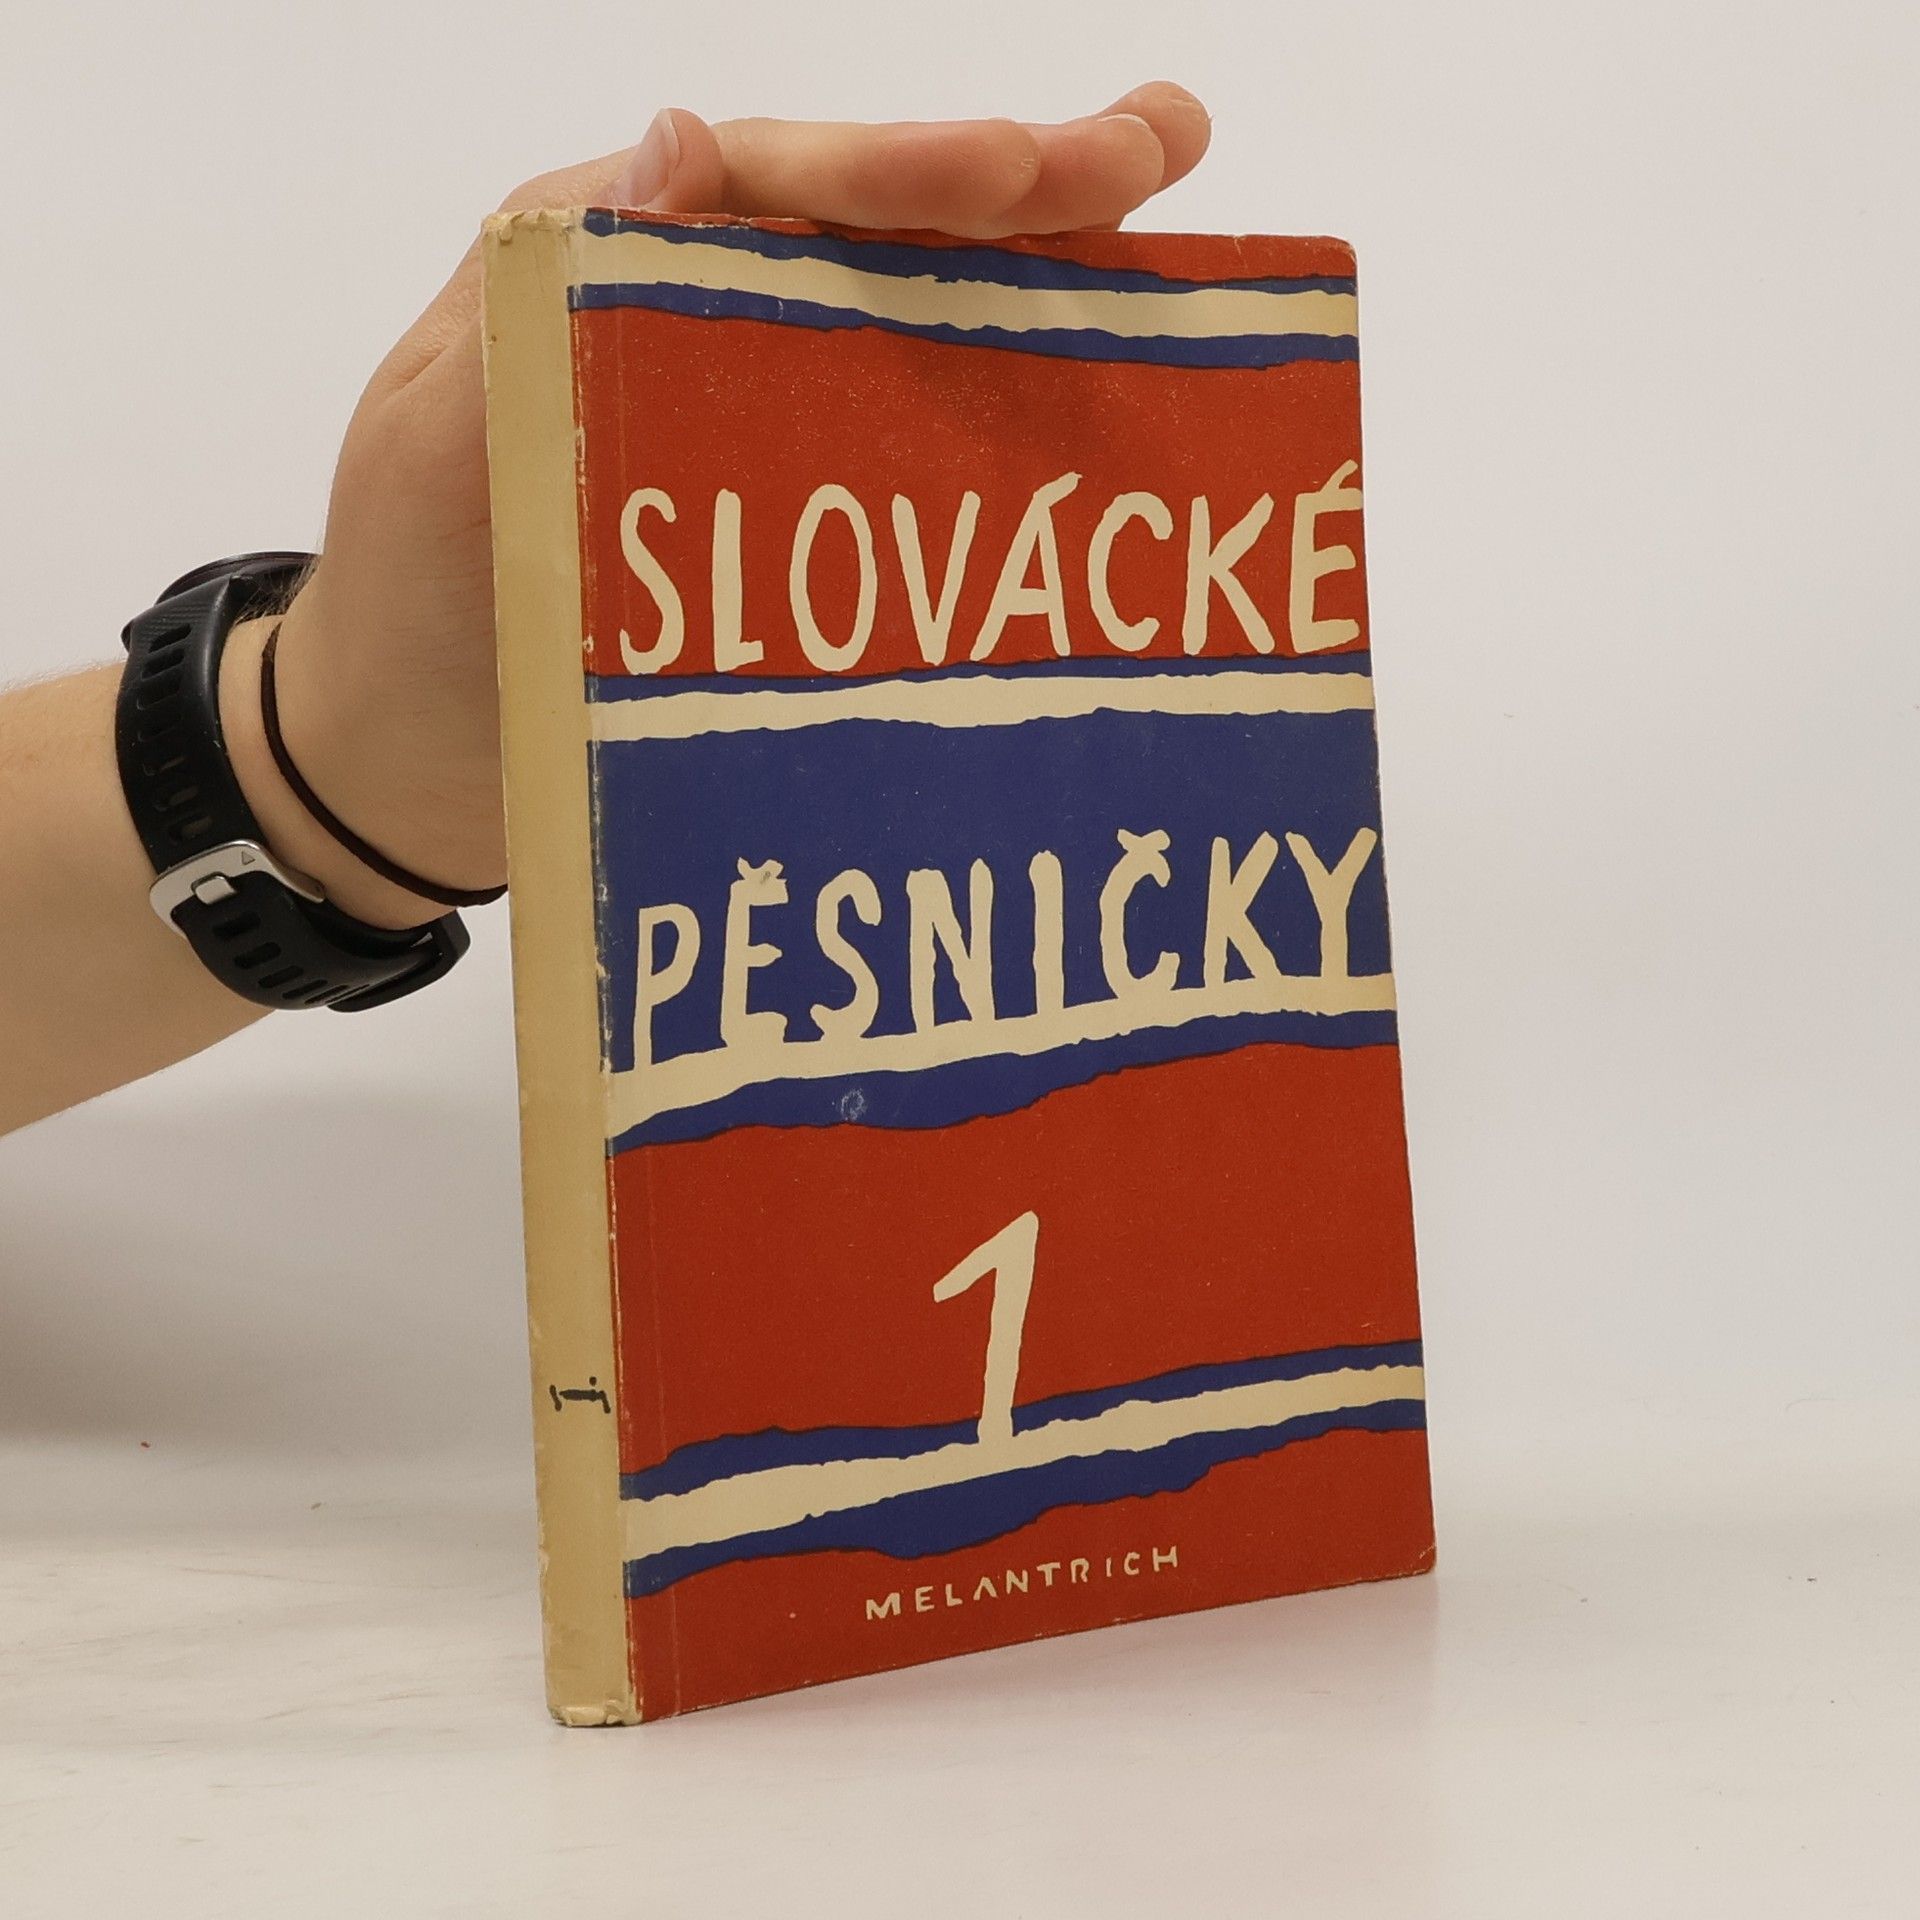 SLOVÁCKÉ
PĚSNIČKY
1
MELANTRICH